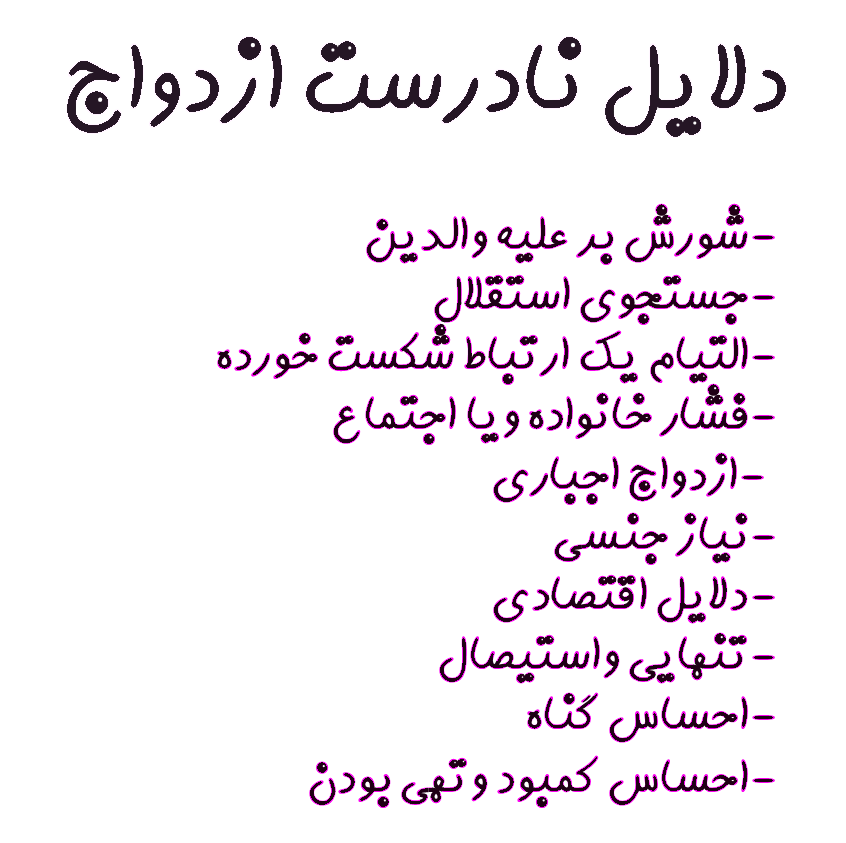 دلایل نادرست ازدواج
-شورش بر علیه والدین
-جستجوی استقلال
-التیام یک ارتباط شکست خورده
-فشار خانواده و یا اجتماع
-ازدواج اجباری
-نیاز جنسی
-دلایل اقتصادی
- تنهایی واستیصال
-احساس گناه
-احساس کمبود و تهی بودن